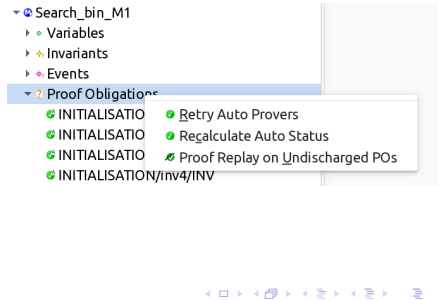 Search_bin_M1
Variables
Invariants
Events
Proof Obligations
INITIALISATIO
Retry Auto Provers
INITIALISATIO
Recalculate Auto Status
INITIALISATIO
Proof Replay on Undischarged POs
INITIALISATION/inv4/INV